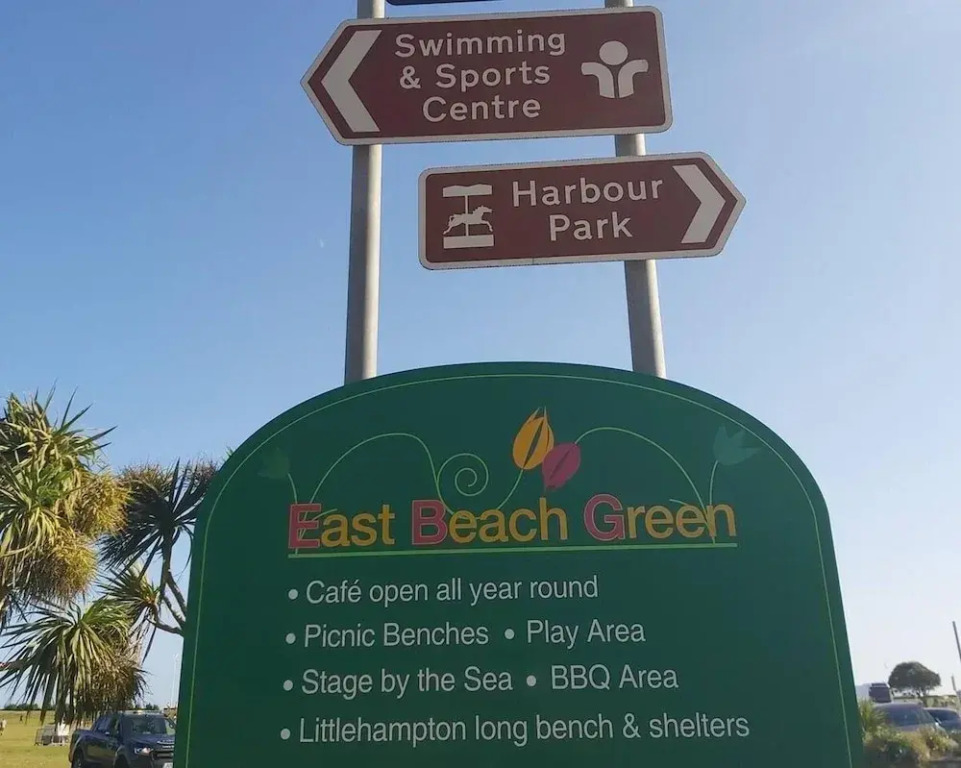 Swimming
& Sports
Centre
Harbour
Park
East Beach Green
• Café open all year round
• Picnic Benches • Play Area
• Stage by the Sea • BBQ Area
• Littlehampton long bench & shelters